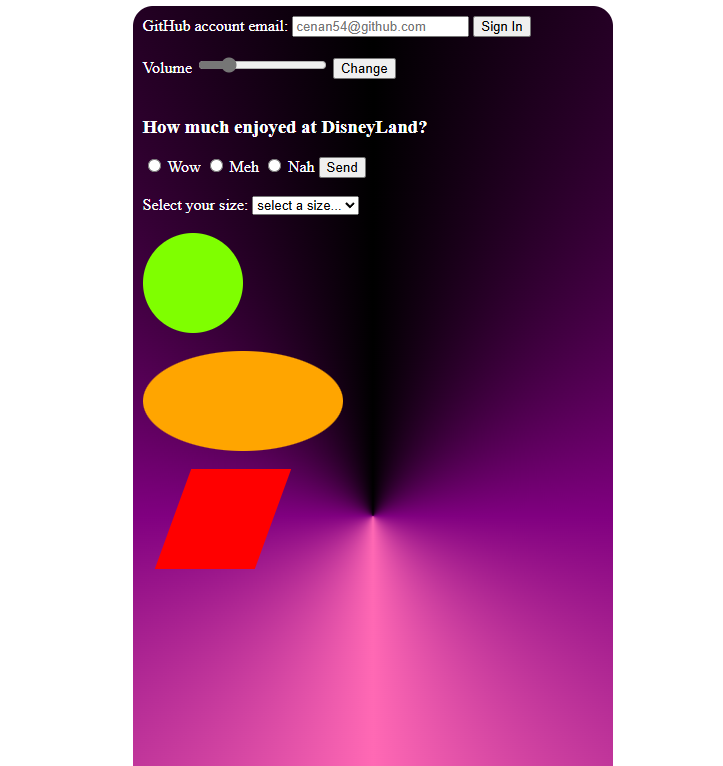 GitHub account email: cenan54@github.com Sign In
Volume Change
How much enjoyed at DisneyLand?
Wow Meh Nah Send
Select your size: select a size...